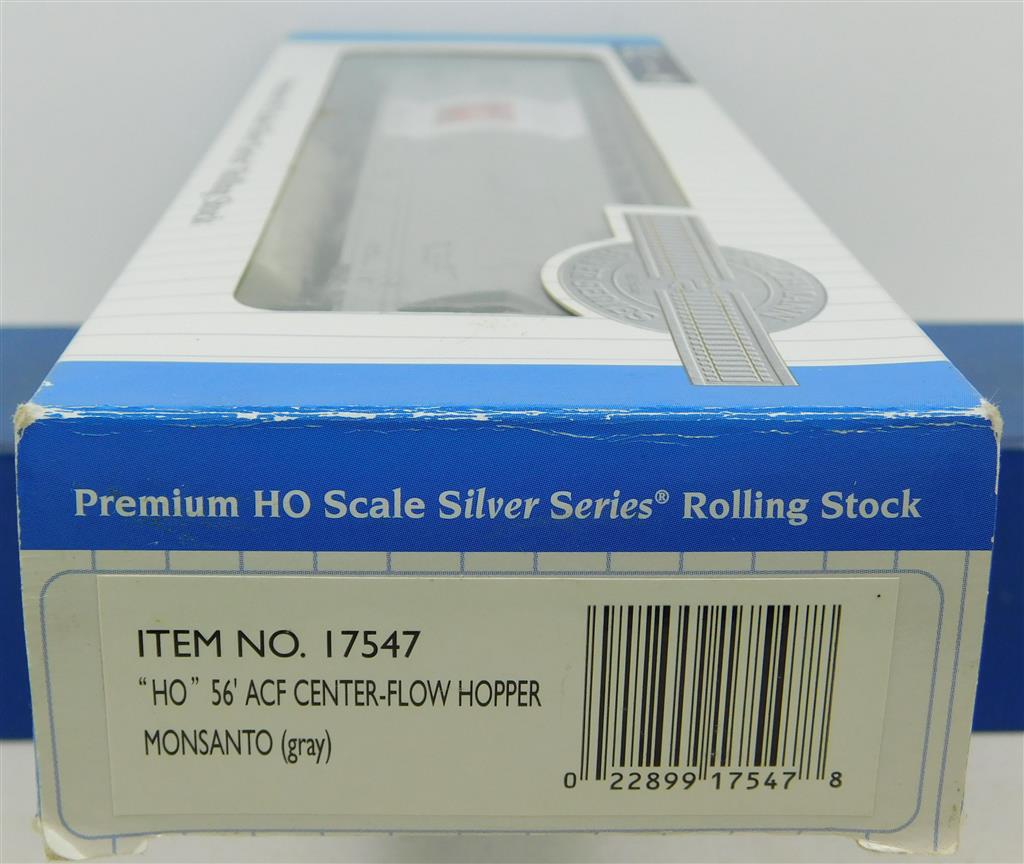 Premium HO Scale Silver Series® Rolling Stock
ITEM NO. 17547
"HO" 56' ACF CENTER-FLOW HOPPER
MONSANTO (gray)
0 22899 17547 8